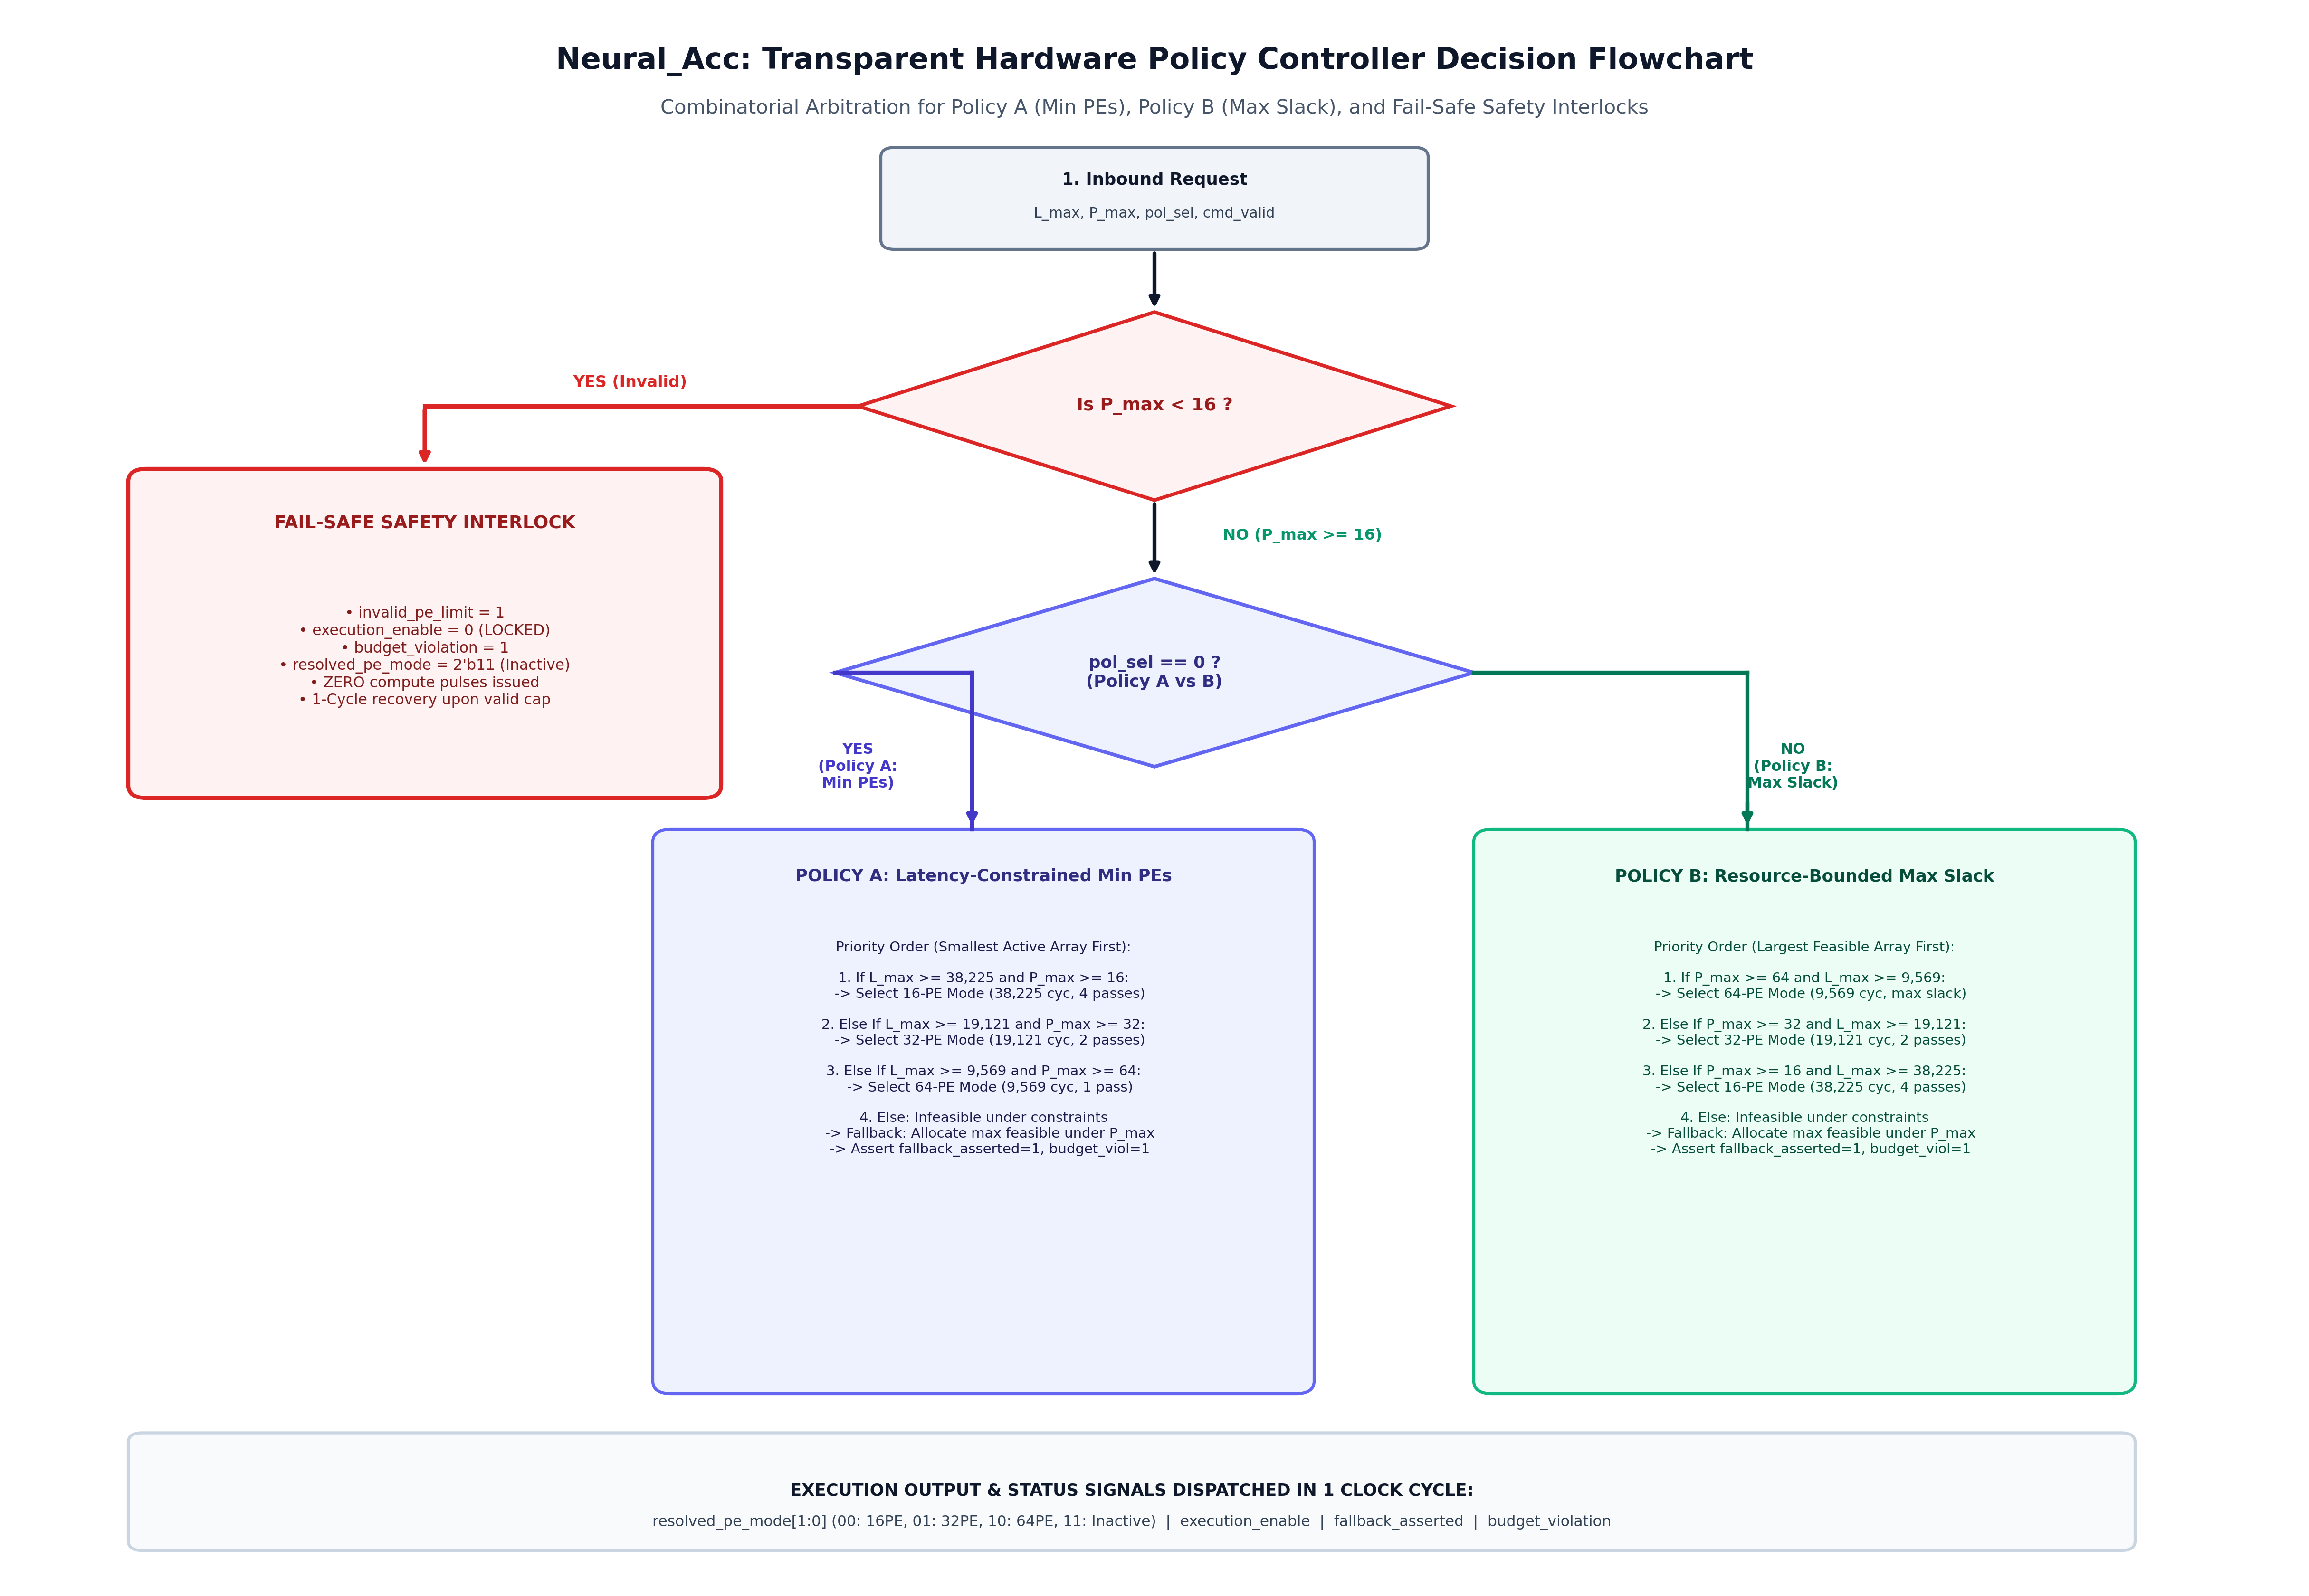 Neural_Acc: Transparent Hardware Policy Controller Decision Flowchart
Combinatorial Arbitration for Policy A (Min PEs), Policy B (Max Slack), and Fail-Safe Safety Interlocks
1. Inbound Request
L_max, P_max, pol_sel, cmd_valid
Is P_max < 16 ?
YES (Invalid)
FAIL-SAFE SAFETY INTERLOCK
• invalid_pe_limit = 1
• execution_enable = 0 (LOCKED)
• budget_violation = 1
• resolved_pe_mode = 2'b11 (Inactive)
• ZERO compute pulses issued
• 1-Cycle recovery upon valid cap
NO (P_max >= 16)
pol_sel == 0 ?
(Policy A vs B)
YES
(Policy A:
Min PEs)
NO
(Policy B:
Max Slack)
POLICY A: Latency-Constrained Min PEs
Priority Order (Smallest Active Array First):
1. If L_max >= 38,225 and P_max >= 16:
-> Select 16-PE Mode (38,225 cyc, 4 passes)
2. Else If L_max >= 19,121 and P_max >= 32:
-> Select 32-PE Mode (19,121 cyc, 2 passes)
3. Else If L_max >= 9,569 and P_max >= 64:
-> Select 64-PE Mode (9,569 cyc, 1 pass)
4. Else: Infeasible under constraints
-> Fallback: Allocate max feasible under P_max
-> Assert fallback_asserted=1, budget_viol=1
POLICY B: Resource-Bounded Max Slack
Priority Order (Largest Feasible Array First):
1. If P_max >= 64 and L_max >= 9,569:
-> Select 64-PE Mode (9,569 cyc, max slack)
2. Else If P_max >= 32 and L_max >= 19,121:
-> Select 32-PE Mode (19,121 cyc, 2 passes)
3. Else If P_max >= 16 and L_max >= 38,225:
-> Select 16-PE Mode (38,225 cyc, 4 passes)
4. Else: Infeasible under constraints
-> Fallback: Allocate max feasible under P_max
-> Assert fallback_asserted=1, budget_viol=1
EXECUTION OUTPUT & STATUS SIGNALS DISPATCHED IN 1 CLOCK CYCLE:
resolved_pe_mode[1:0] (00: 16PE, 01: 32PE, 10: 64PE, 11: Inactive) | execution_enable | fallback_asserted | budget_violation